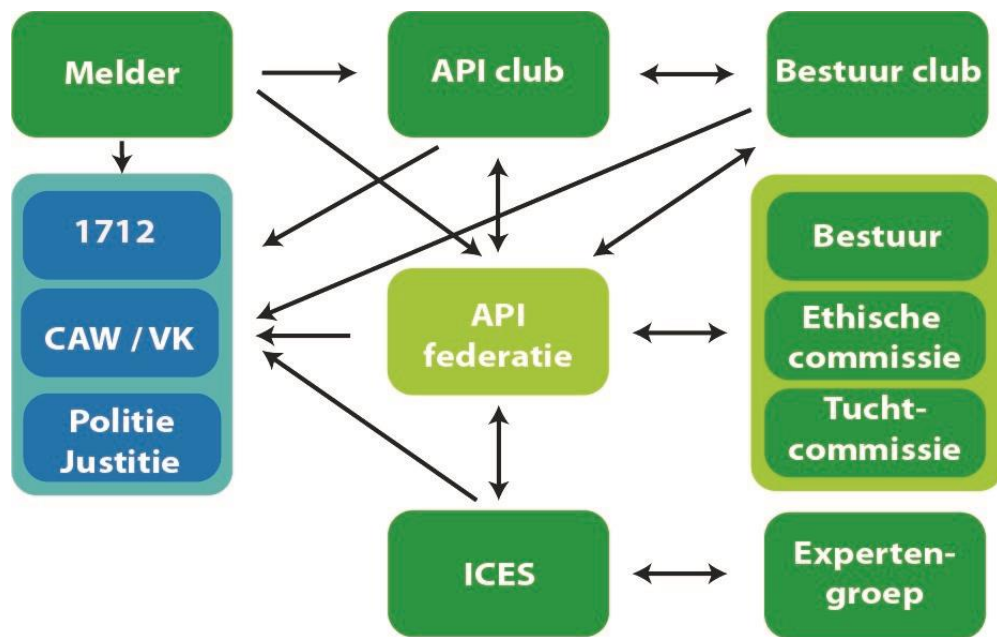 Melder
API club
Bestuur club
1712
CAW / VK
Politie
Justitie
API
federatie
Bestuur
Ethische
commissie
Tucht-
commissie
ICES
Experten-
groep